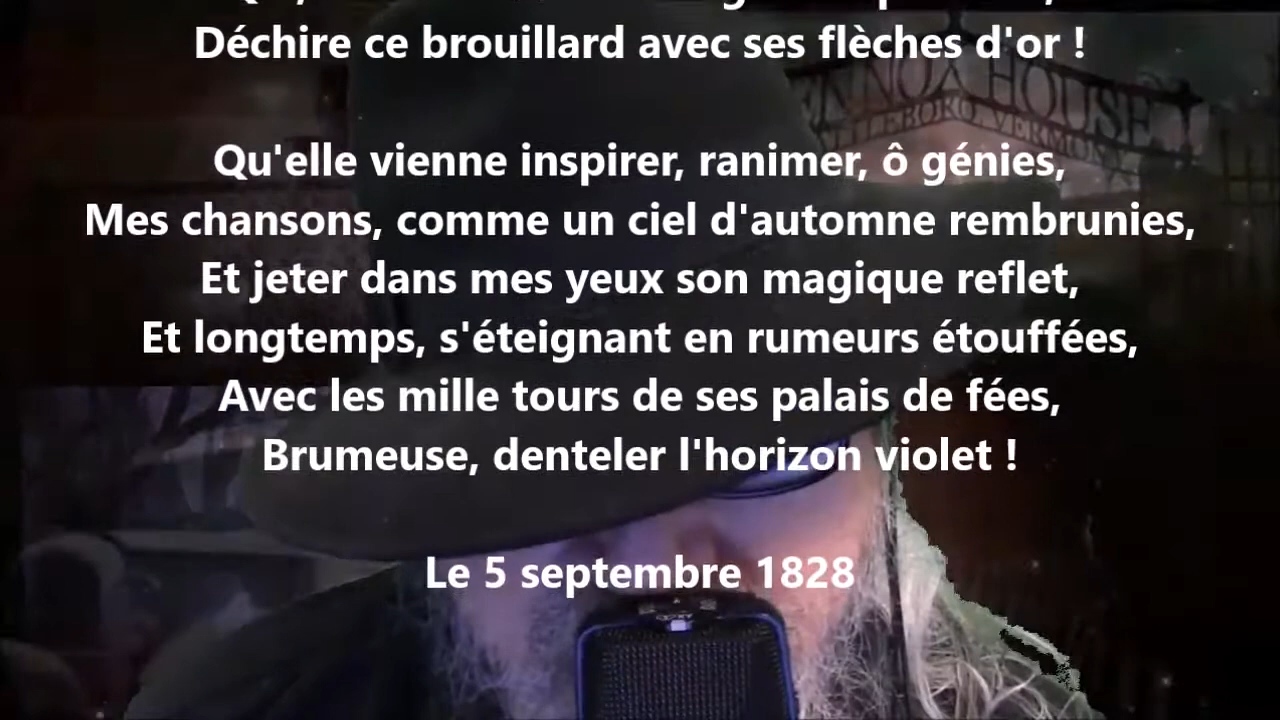 Déchire ce brouillard avec ses flèches d'or !
Qu'elle vienne inspirer, ranimer, ô génies,
Mes chansons, comme un ciel d'automne rembrunies,
Et jeter dans mes yeux son magique reflet,
Et longtemps, s'éteignant en rumeurs étouffées,
Avec les mille tours de ses palais de fées,
Brumeuse, denteler l'horizon violet !
Le 5 septembre 1828
HOUSE
VERMONT